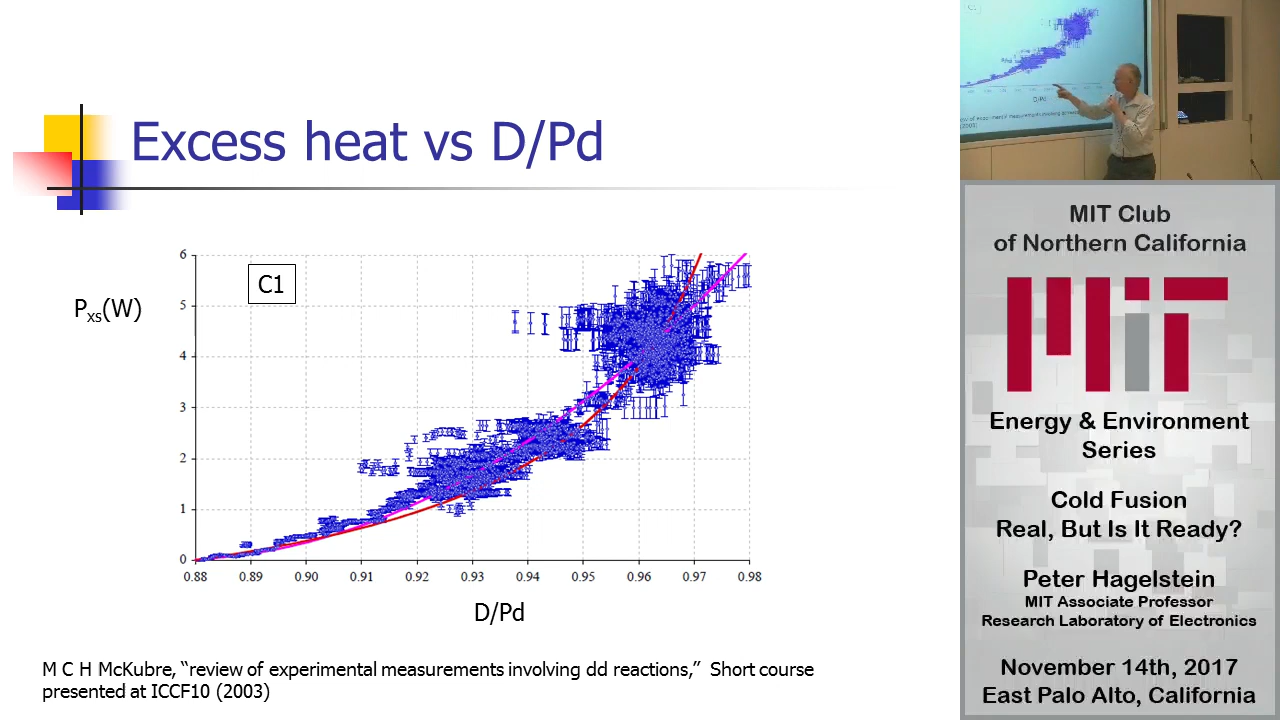 Excess heat vs D/Pd
C1
Pxs(W)
6
5
4
3
2
1
0
0.88 0.89 0.90 0.91 0.92 0.93 0.94 0.95 0.96 0.97 0.98
D/Pd
M C H McKubre, “review of experimental measurements involving dd reactions,” Short course
presented at ICCF10 (2003)
D/Pd
MIT Club
of Northern California
MIT
Energy & Environment
Series
Cold Fusion
Real, But Is It Ready?
Peter Hagelstein
MIT Associate Professor
Research Laboratory of Electronics
November 14th, 2017
East Palo Alto, California